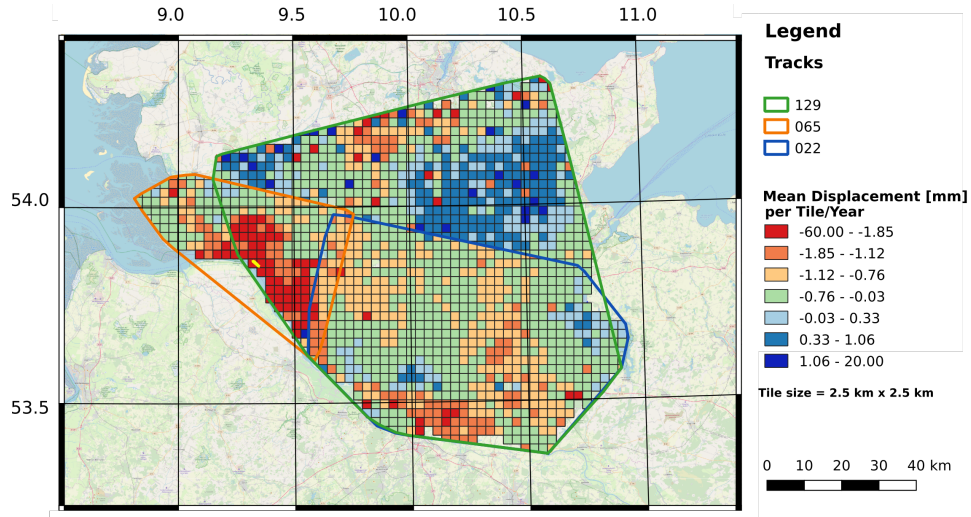 9.0 9.5 10.0 10.5 11.0
54.0
53.5
Legend
Tracks
129
065
022
Mean Displacement [mm]
per Tile/Year
-60.00 - -1.85
-1.85 - -1.12
-1.12 - -0.76
-0.76 - -0.03
-0.03 - 0.33
0.33 - 1.06
1.06 - 20.00
Tile size = 2.5 km x 2.5 km
0 10 20 30 40 km